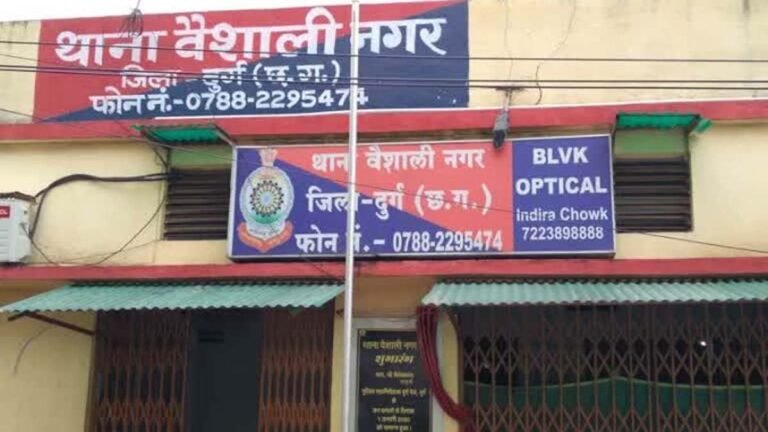 थाना वैशाली नगर
जिला - दुर्ग (छ.ग.)
फोन नं.-0788-2295474
थाना वैशाली नगर
जिला-दुर्ग (छ.ग.)
फोन नं.- 0788-2295474
BLVK
OPTICAL
Indira Chowk
7223898888
थाना वैशाली नगर
शुभारंभ